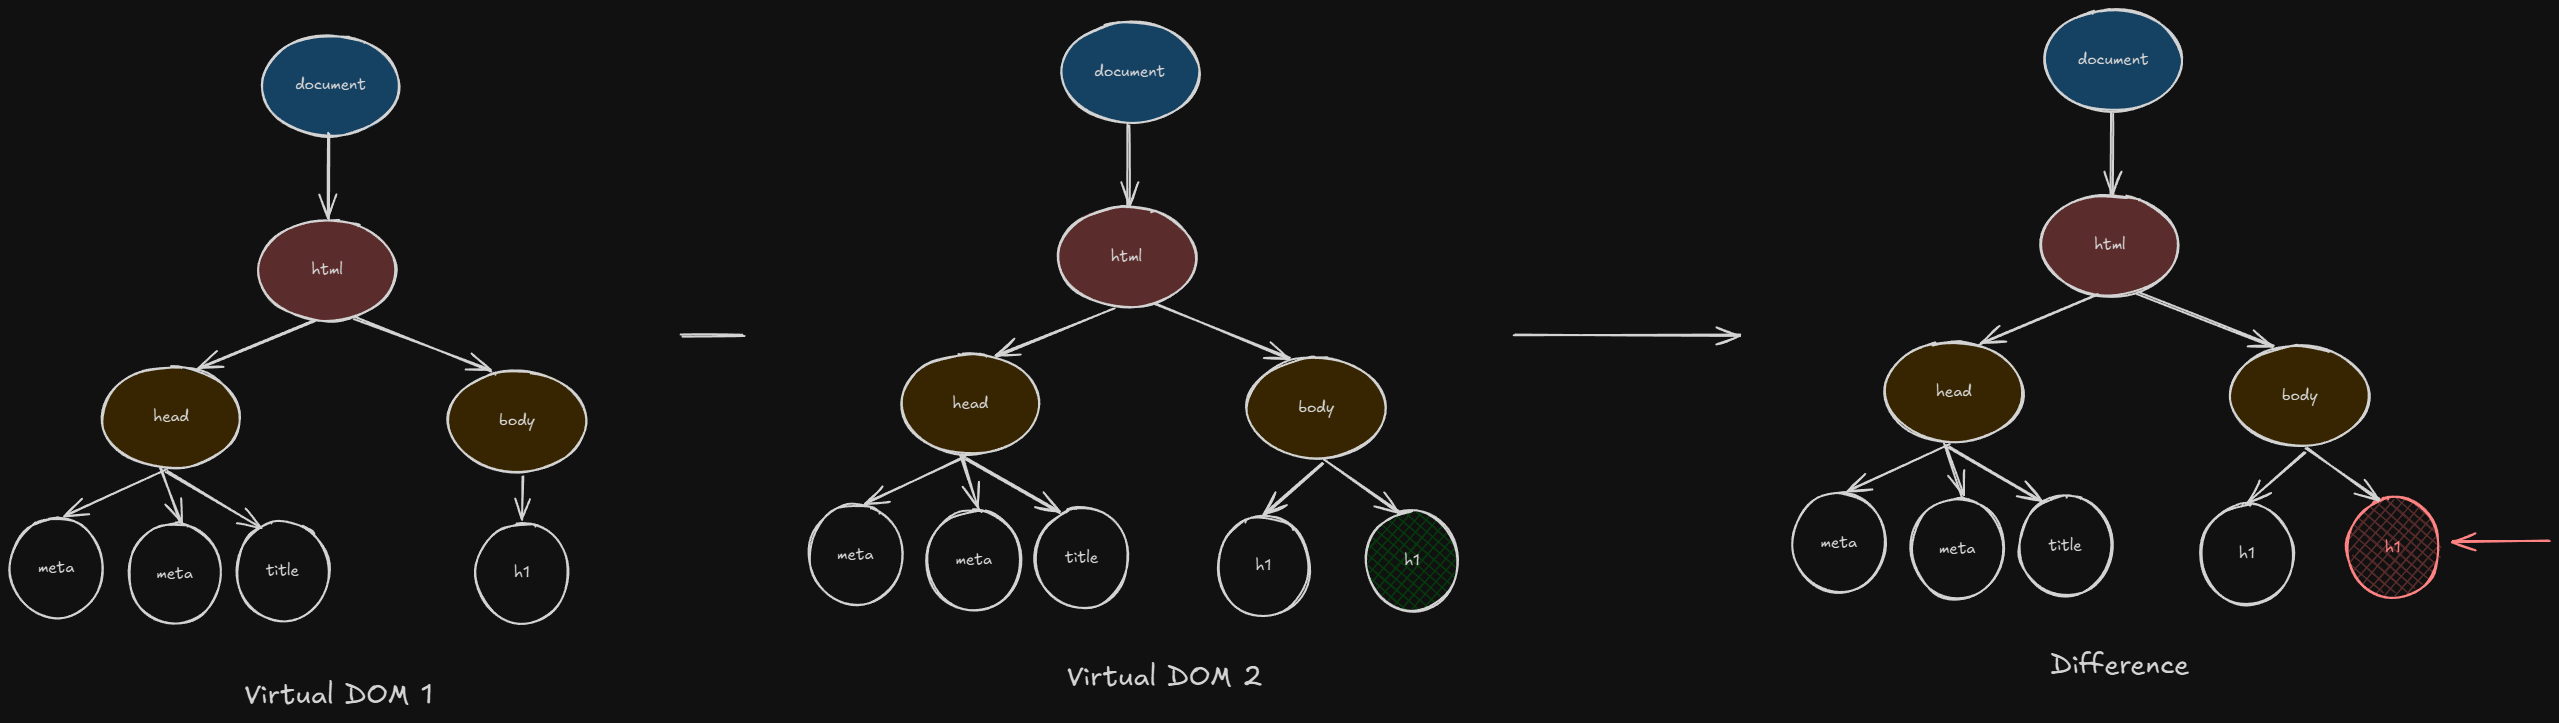 document
html
head
body
meta
meta
title
h1
Virtual DOM 1
document
html
head
body
meta
meta
title
h1
h1
Virtual DOM 2
document
html
head
body
meta
meta
title
h1
h1
Difference